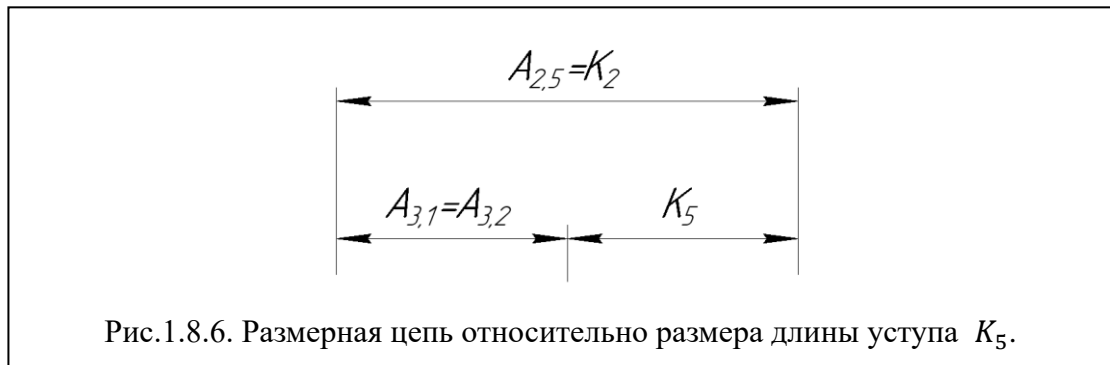 A2,5=K2
A3,1=A3,2 K5
Рис.1.8.6. Размерная цепь относительно размера длины уступа K5.